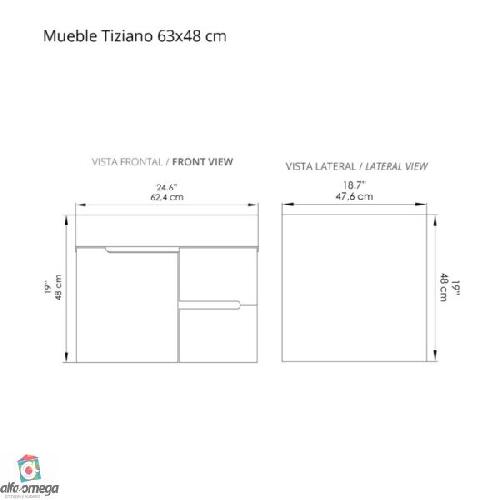 Mueble Tiziano 63x48 cm
VISTA FRONTAL / FRONT VIEW
VISTA LATERAL / LATERAL VIEW
24.6"
62,4 cm
18.7"
47,6 cm
19"
48 cm
19"
48 cm
alfa omega